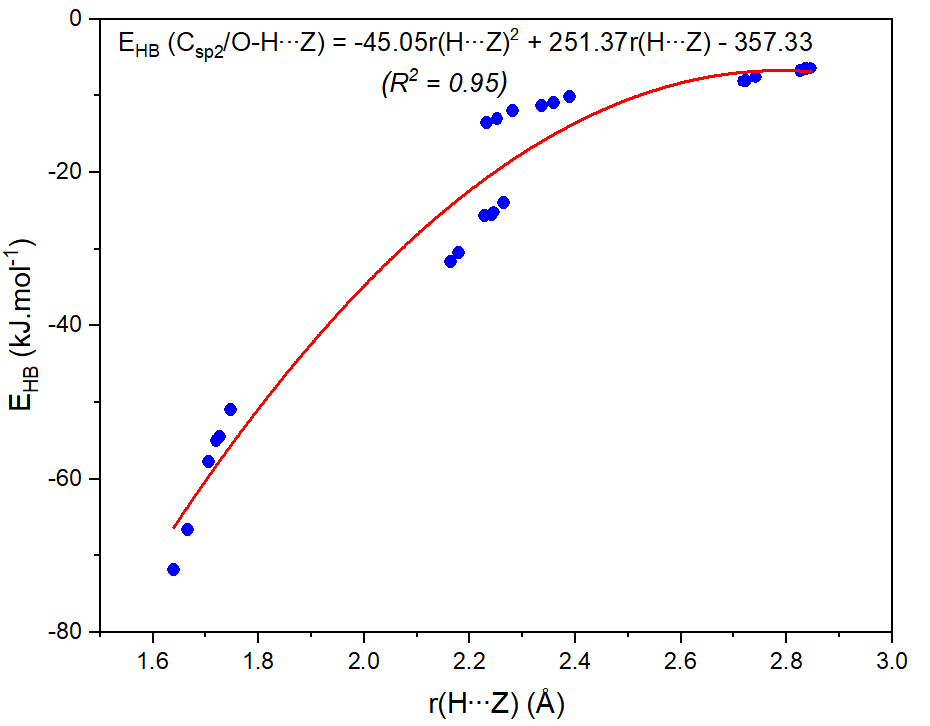 E_HB (C_sp2/O-H···Z) = -45.05r(H···Z)² + 251.37r(H···Z) - 357.33
(R² = 0.95)
0
-20
-40
-60
-80
E_HB (kJ.mol⁻¹)
1.6 1.8 2.0 2.2 2.4 2.6 2.8 3.0
r(H···Z) (Å)